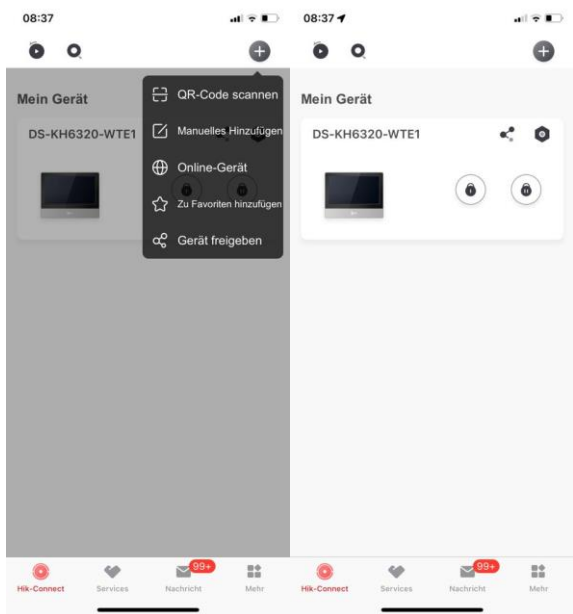 08:37
Mein Gerät
DS-KH6320-WTE1
QR-Code scannen
Manuelles Hinzufügen
Online-Gerät
Zu Favoriten hinzufügen
Gerät freigeben
Hik-Connect
Services
99+
Nachricht
Mehr
08:37
Mein Gerät
DS-KH6320-WTE1
Hik-Connect
Services
99+
Nachricht
Mehr